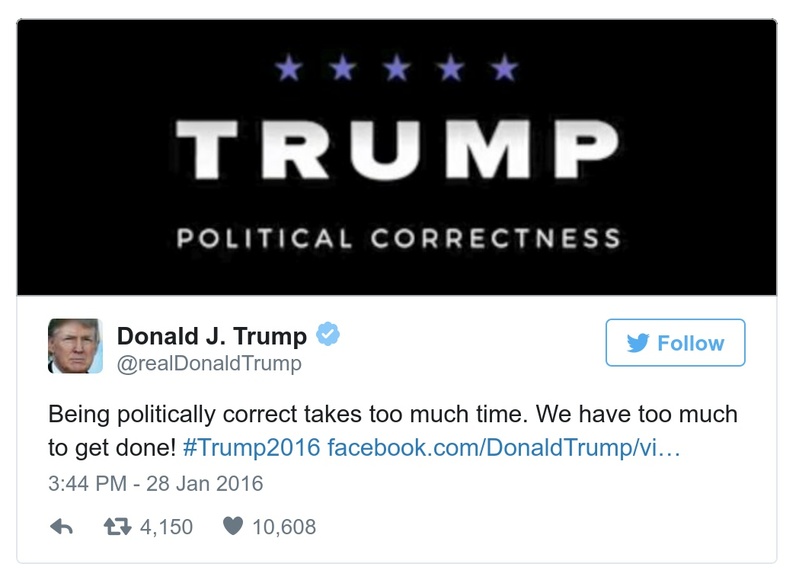 TRUMP
POLITICAL CORRECTNESS
Donald J. Trump
@realDonaldTrump
Follow
Being politically correct takes too much time. We have too much
to get done! #Trump2016 facebook.com/DonaldTrump/vi…
3:44 PM - 28 Jan 2016
4,150 10,608